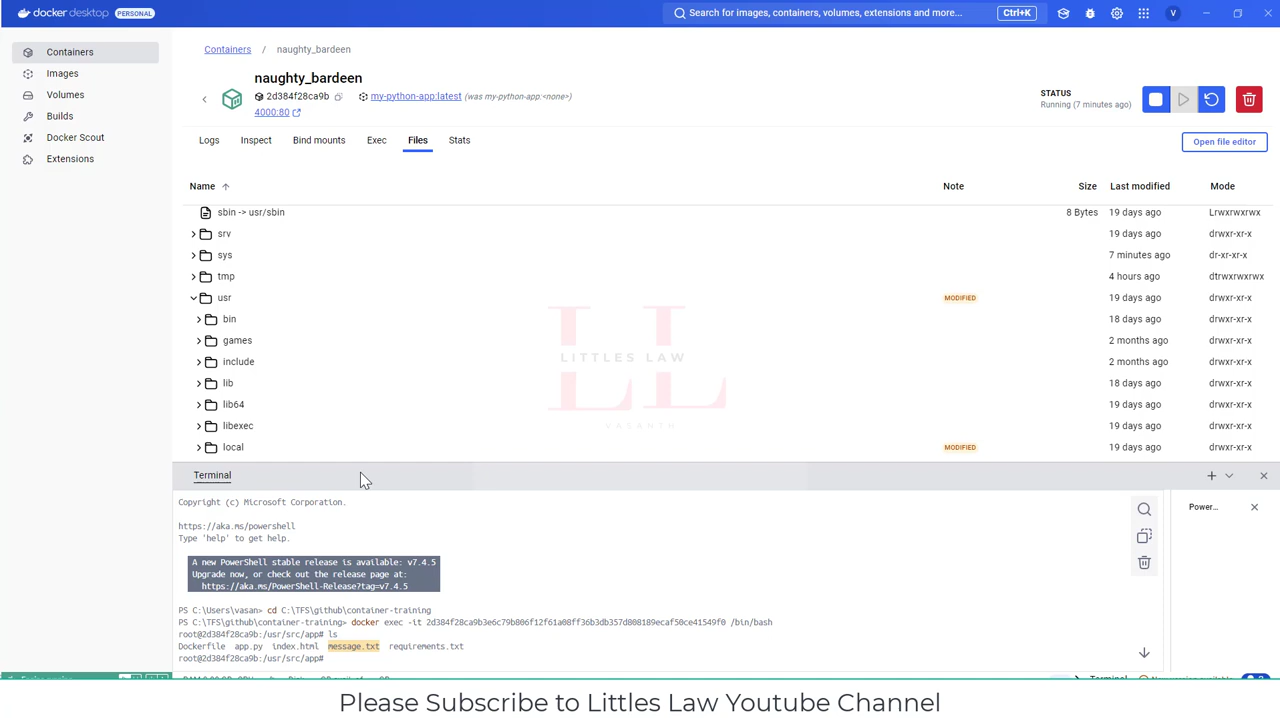 docker desktop PERSONAL
Search for images, containers, volumes, extensions and more... Ctrl+K
V
Containers
Images
Volumes
Builds
Docker Scout
Extensions
Containers / naughty_bardeen
naughty_bardeen
2d384f28ca9b my-python-app:latest (was my-python-app:<none>)
4000:80
STATUS
Running (7 minutes ago)
Logs Inspect Bind mounts Exec Files Stats
Open file editor
Name Note Size Last modified Mode
sbin -> usr/sbin 8 Bytes 19 days ago Lrwxrwxrwx
srv 19 days ago drwxr-xr-x
sys 7 minutes ago dr-xr-xr-x
tmp 4 hours ago dtrwxrwxrwx
usr MODIFIED 19 days ago drwxr-xr-x
bin 18 days ago drwxr-xr-x
games 2 months ago drwxr-xr-x
include 2 months ago drwxr-xr-x
lib 18 days ago drwxr-xr-x
lib64 19 days ago drwxr-xr-x
libexec 19 days ago drwxr-xr-x
local MODIFIED 19 days ago drwxr-xr-x
LL
LITTLES LAW
VASANTH
Terminal
Power...
Copyright (c) Microsoft Corporation.
https://aka.ms/powershell
Type 'help' to get help.
A new PowerShell stable release is available: v7.4.5
Upgrade now, or check out the release page at:
https://aka.ms/PowerShell-Release?tag=v7.4.5
PS C:\Users\vasan> cd C:\TFS\github\container-training
PS C:\TFS\github\container-training> docker exec -it 2d384f28ca9b3e6c79b806f12f61a08ff36b3db357d808189ecaf50ce41549f0 /bin/bash
root@2d384f28ca9b:/usr/src/app# ls
Dockerfile app.py index.html message.txt requirements.txt
root@2d384f28ca9b:/usr/src/app#
Please Subscribe to Littles Law Youtube Channel